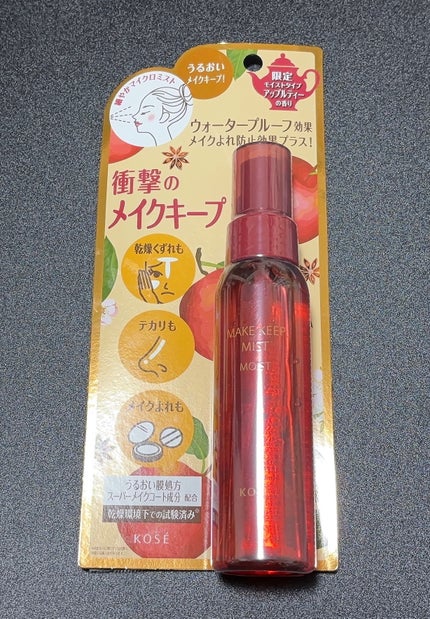 細やかマイクロミスト
うるおい
メイクキープ!
限定
モイストタイプ
アップルティー
の香り
ウォータープルーフ効果
メイクよれ防止効果プラス!
衝撃の
メイクキープ
乾燥くずれも
テカリも
メイクよれも
うるおい膜処方
スーパーメイクコート成分 配合
乾燥環境下での試験済み
KOSÉ
MAKE KEEP
MIST
MOIST